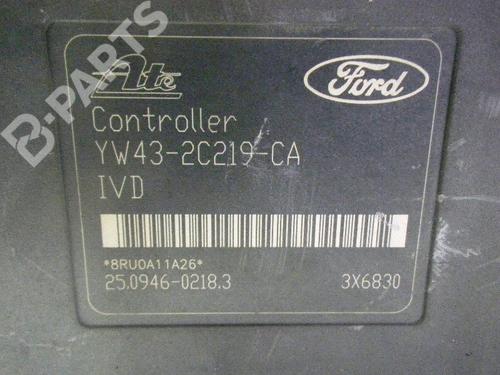 B-PARTS
Ate
Ford
Controller
YW43-2C219-CA
IVD
*8RU0A11A26*
25.0946-0218.3 3X6830